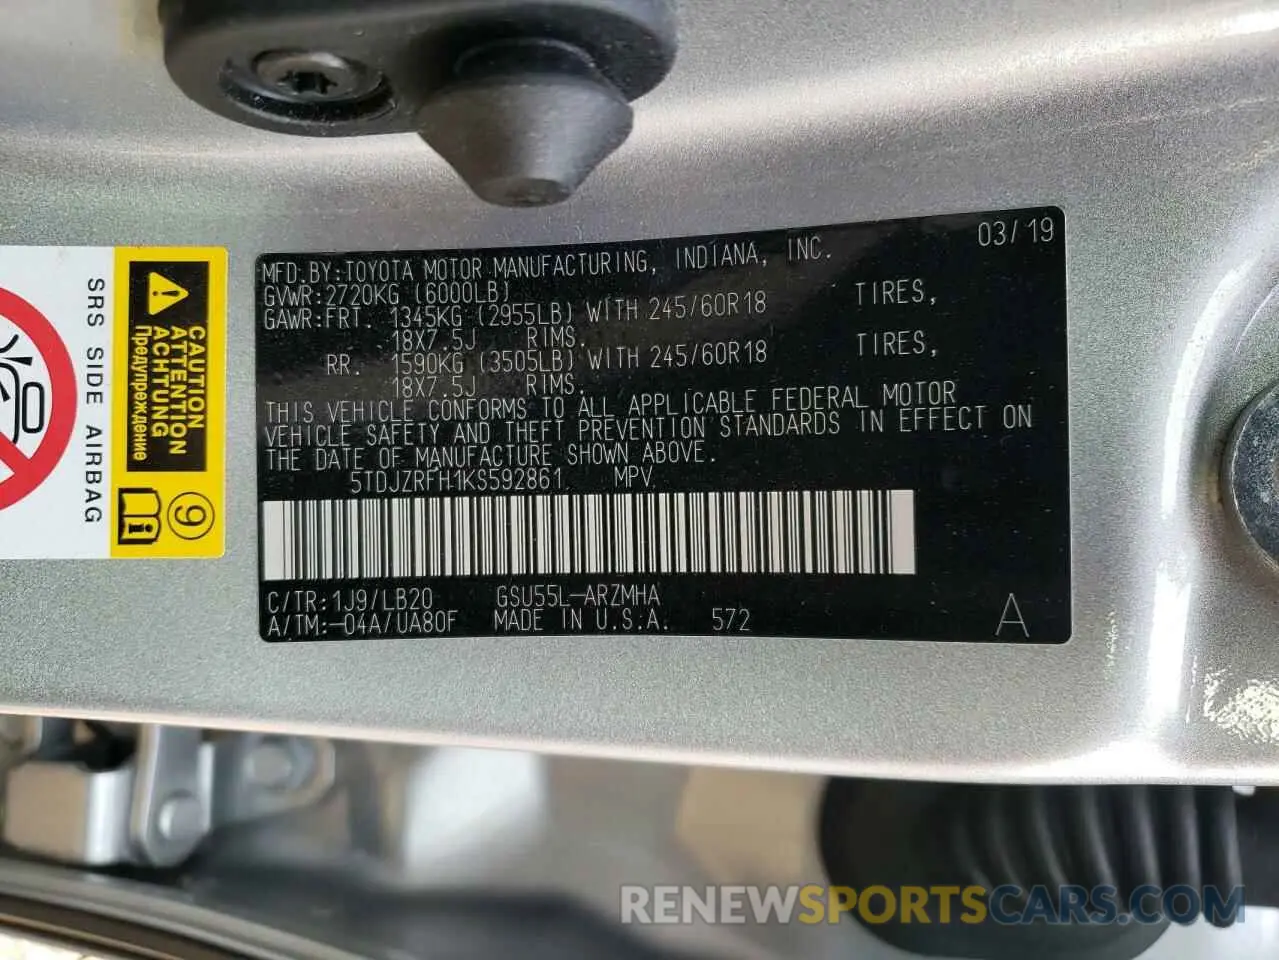 03/19
MFD.BY:TOYOTA MOTOR MANUFACTURING, INDIANA, INC.
GVWR:2720KG (6000LB)
GAWR:FRT. 1345KG (2955LB) WITH 245/60R18 TIRES,
18X7.5J RIMS.
RR. 1590KG (3505LB) WITH 245/60R18 TIRES,
18X7.5J RIMS.
THIS VEHICLE CONFORMS TO ALL APPLICABLE FEDERAL MOTOR
VEHICLE SAFETY AND THEFT PREVENTION STANDARDS IN EFFECT ON
THE DATE OF MANUFACTURE SHOWN ABOVE.
5TDJZRFH1KS592861 MPV
C/TR:1J9/LB20 GSU55L-ARZMHA
A/TM:-04A/UA80F MADE IN U.S.A. 572 A
SRS SIDE AIRBAG
CAUTION
ATTENTION
ACHTUNG
Предупреждение
9
RENEWSPORTSCARS.COM